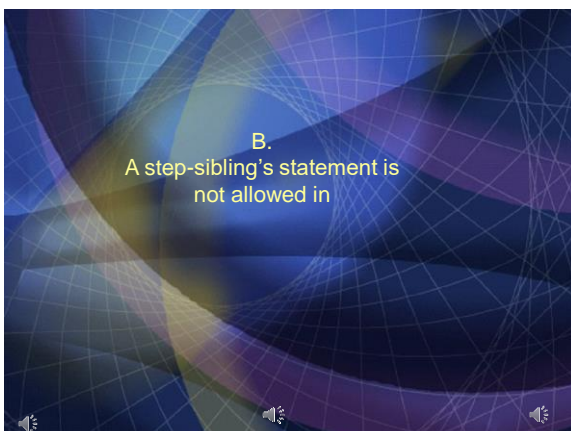 B.
A step-sibling’s statement is
not allowed in